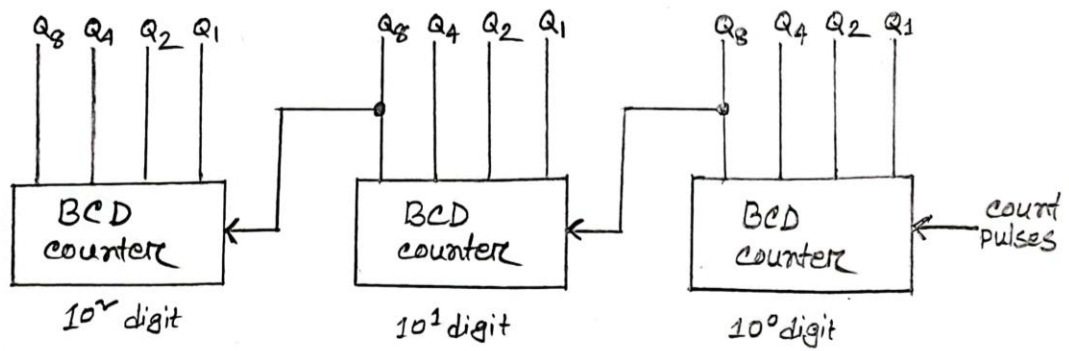 Q8 Q4 Q2 Q1
Q8 Q4 Q2 Q1
Q8 Q4 Q2 Q1
BCD
counter
BCD
counter
BCD
counter
count
pulses
10² digit
10¹ digit
10⁰ digit